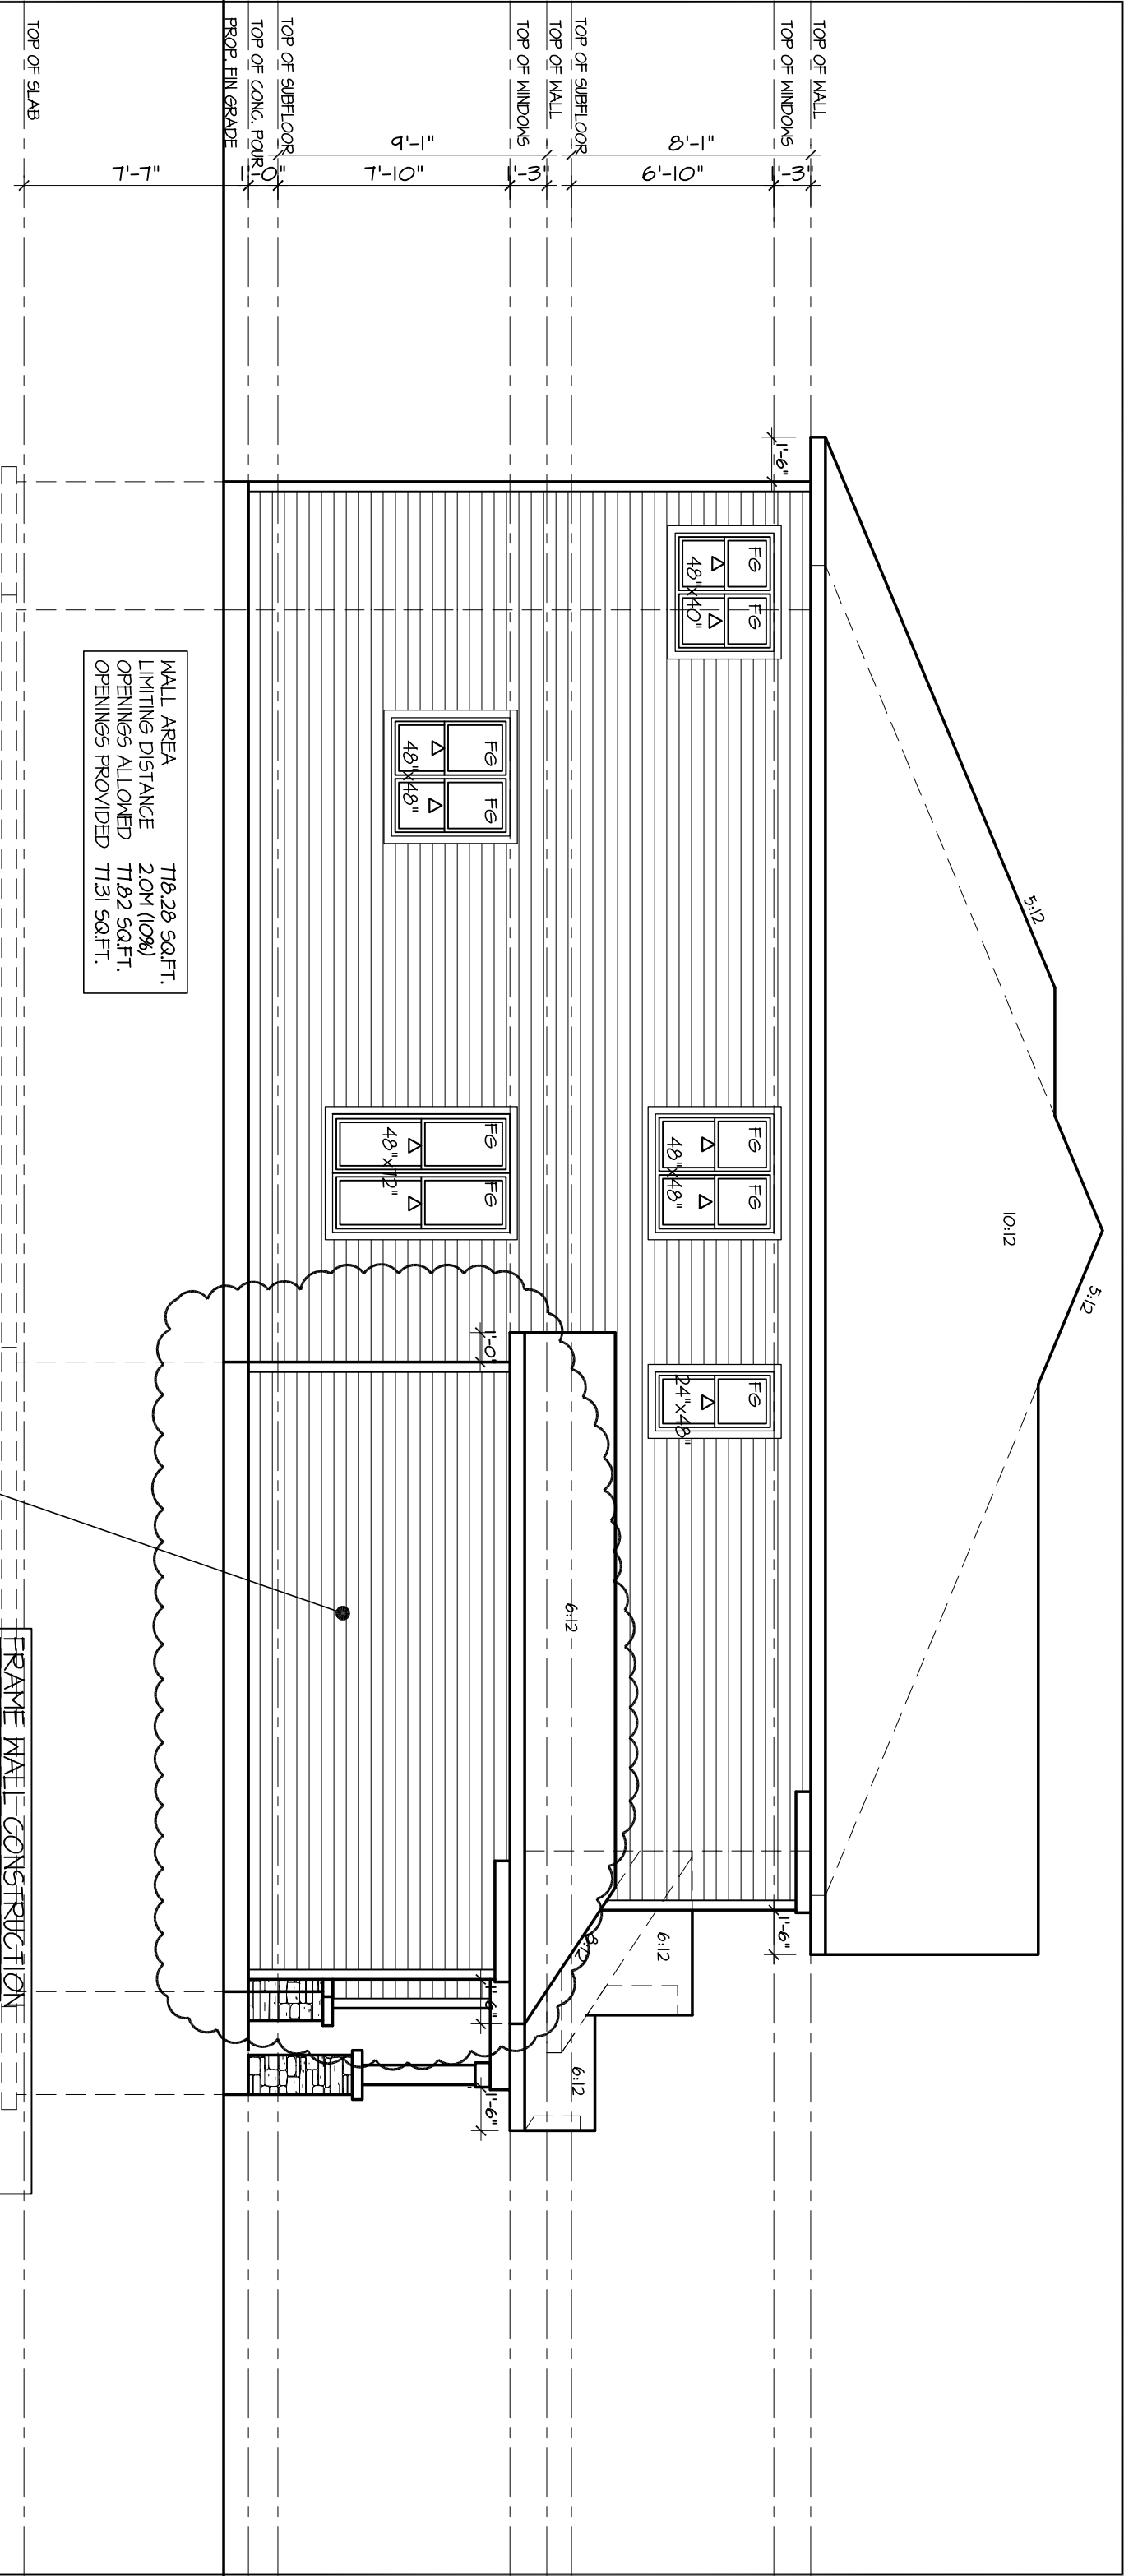 5:12
5:12
10:12
TOP OF WALL
TOP OF WINDOWS
1'-3"
8'-1"
6'-10"
1'-6"
1'-6"
FG FG
48"x40"
FG FG
48"x48"
FG
24"x48"
6:12
6:12
8:12
6:12
TOP OF SUBFLOOR
TOP OF WALL
TOP OF WINDOWS
1'-3"
9'-1"
7'-10"
FG FG
48"x48"
FG FG
48"x72"
1'-0"
1'-6"
1'-6"
TOP OF SUBFLOOR
TOP OF CONC. POUR
1'-0"
PROP. FIN GRADE
7'-7"
WALL AREA 778.28 SQ.FT.
LIMITING DISTANCE 2.0M (10%)
OPENINGS ALLOWED 77.82 SQ.FT.
OPENINGS PROVIDED 77.31 SQ.FT.
TOP OF SLAB
FRAME WALL CONSTRUCTION